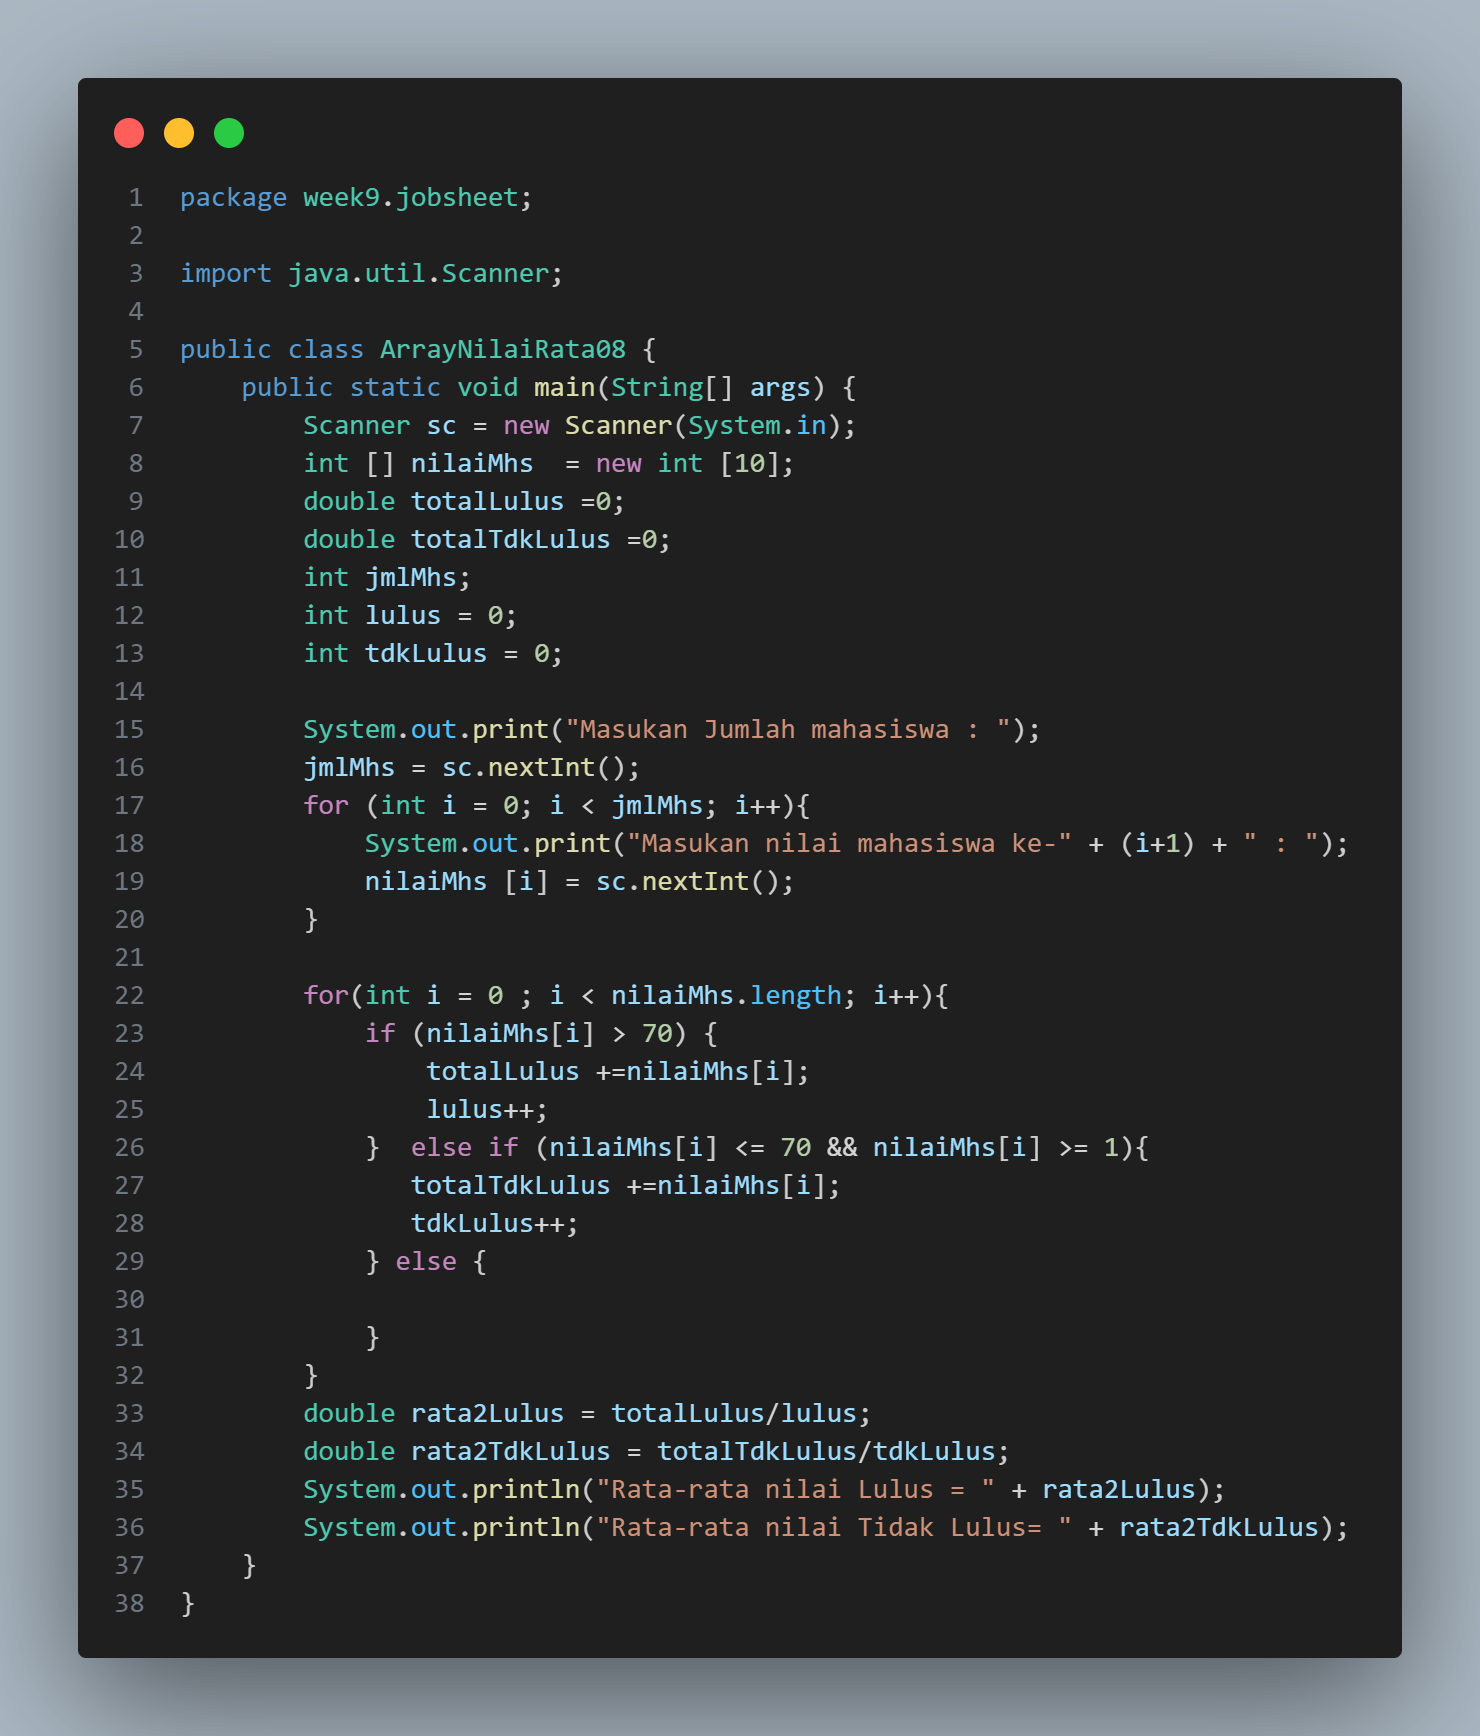 1 package week9.jobsheet;
2
3 import java.util.Scanner;
4
5 public class ArrayNilaiRata08 {
6     public static void main(String[] args) {
7         Scanner sc = new Scanner(System.in);
8         int [] nilaiMhs  = new int [10];
9         double totalLulus =0;
10         double totalTdkLulus =0;
11         int jmlMhs;
12         int lulus = 0;
13         int tdkLulus = 0;
14
15         System.out.print("Masukan Jumlah mahasiswa : ");
16         jmlMhs = sc.nextInt();
17         for (int i = 0; i < jmlMhs; i++){
18             System.out.print("Masukan nilai mahasiswa ke-" + (i+1) + " : ");
19             nilaiMhs [i] = sc.nextInt();
20         }
21
22         for(int i = 0 ; i < nilaiMhs.length; i++){
23             if (nilaiMhs[i] > 70) {
24                 totalLulus +=nilaiMhs[i];
25                 lulus++;
26             }  else if (nilaiMhs[i] <= 70 && nilaiMhs[i] >= 1){
27                totalTdkLulus +=nilaiMhs[i];
28                tdkLulus++;
29             } else {
30
31             }
32         }
33         double rata2Lulus = totalLulus/lulus;
34         double rata2TdkLulus = totalTdkLulus/tdkLulus;
35         System.out.println("Rata-rata nilai Lulus = " + rata2Lulus);
36         System.out.println("Rata-rata nilai Tidak Lulus= " + rata2TdkLulus);
37     }
38 }